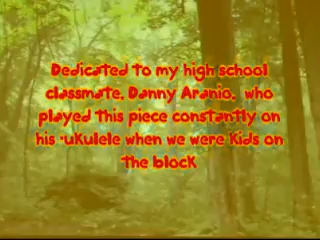 Dedicated to my high school
classmate, Danny Aranio, who
played this piece constantly on
his 'ukulele when we were kids on
the block